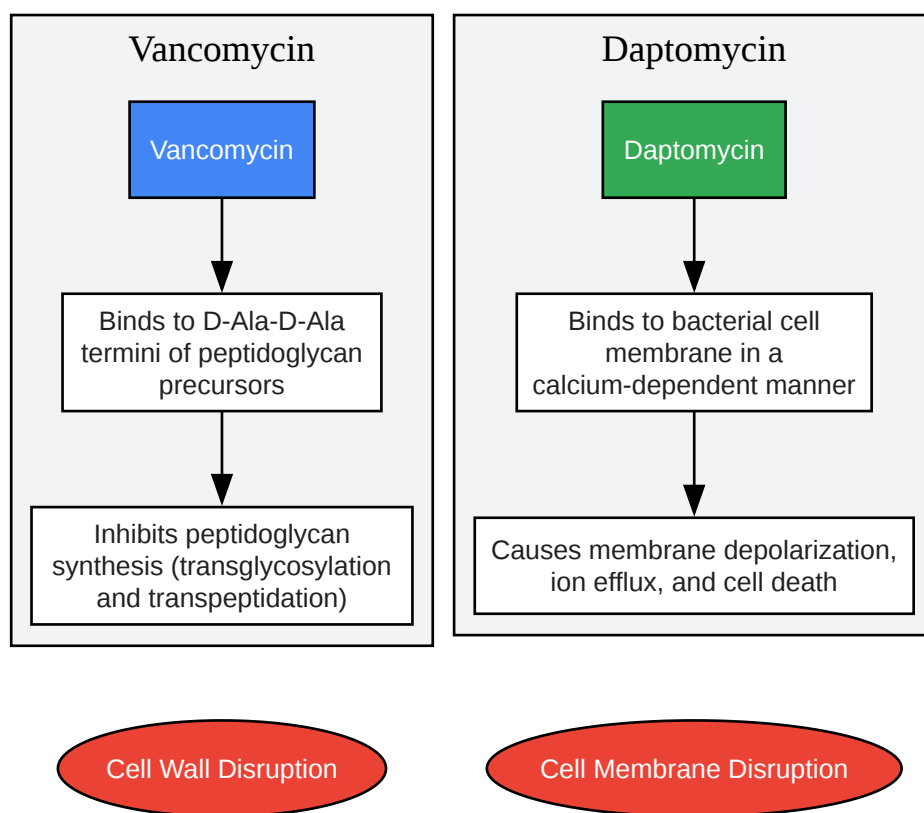 Vancomycin
Vancomycin
Binds to D-Ala-D-Ala
termini of peptidoglycan
precursors
Inhibits peptidoglycan
synthesis (transglycosylation
and transpeptidation)
Cell Wall Disruption
Daptomycin
Daptomycin
Binds to bacterial cell
membrane in a
calcium-dependent manner
Causes membrane depolarization,
ion efflux, and cell death
Cell Membrane Disruption